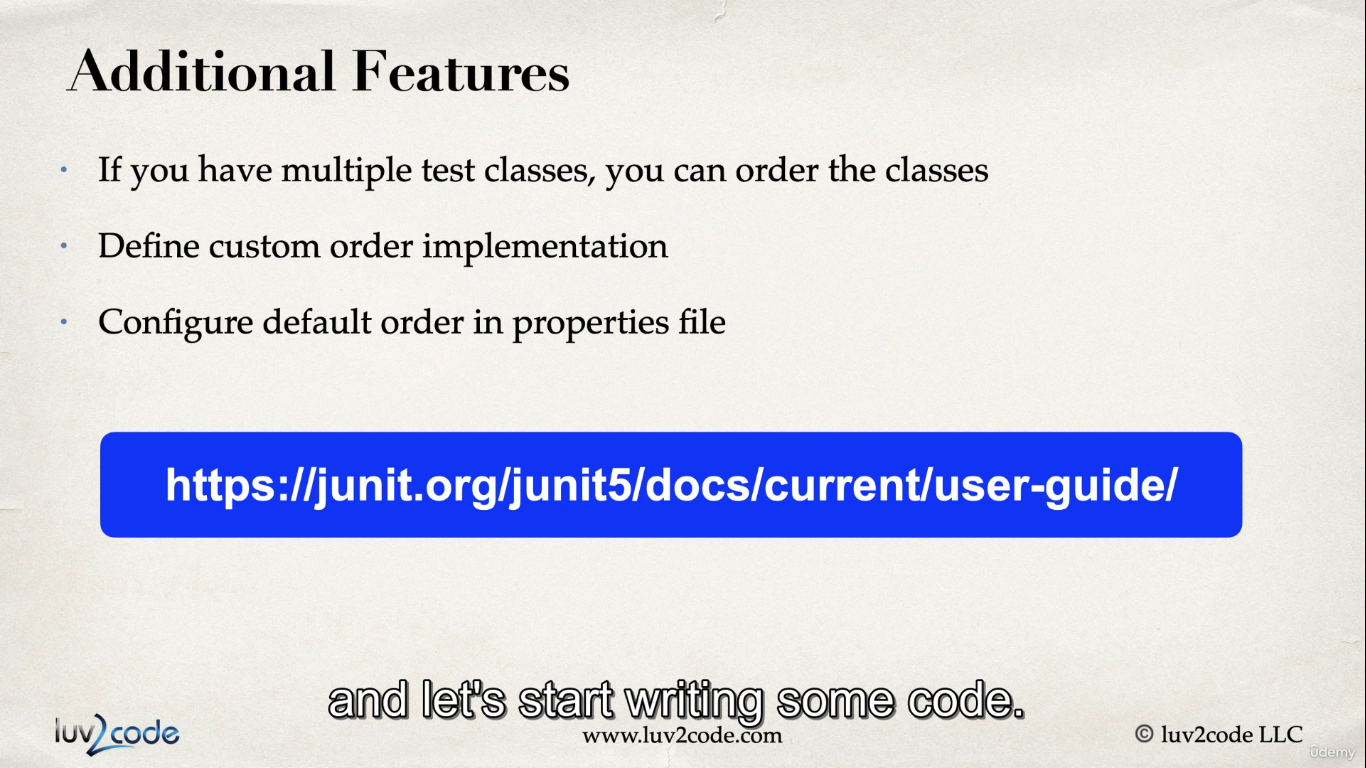 Additional Features
• If you have multiple test classes, you can order the classes
• Define custom order implementation
• Configure default order in properties file
https://junit.org/junit5/docs/current/user-guide/
and let's start writing some code.
luv2code
www.luv2code.com
© luv2code LLC
ûdemy